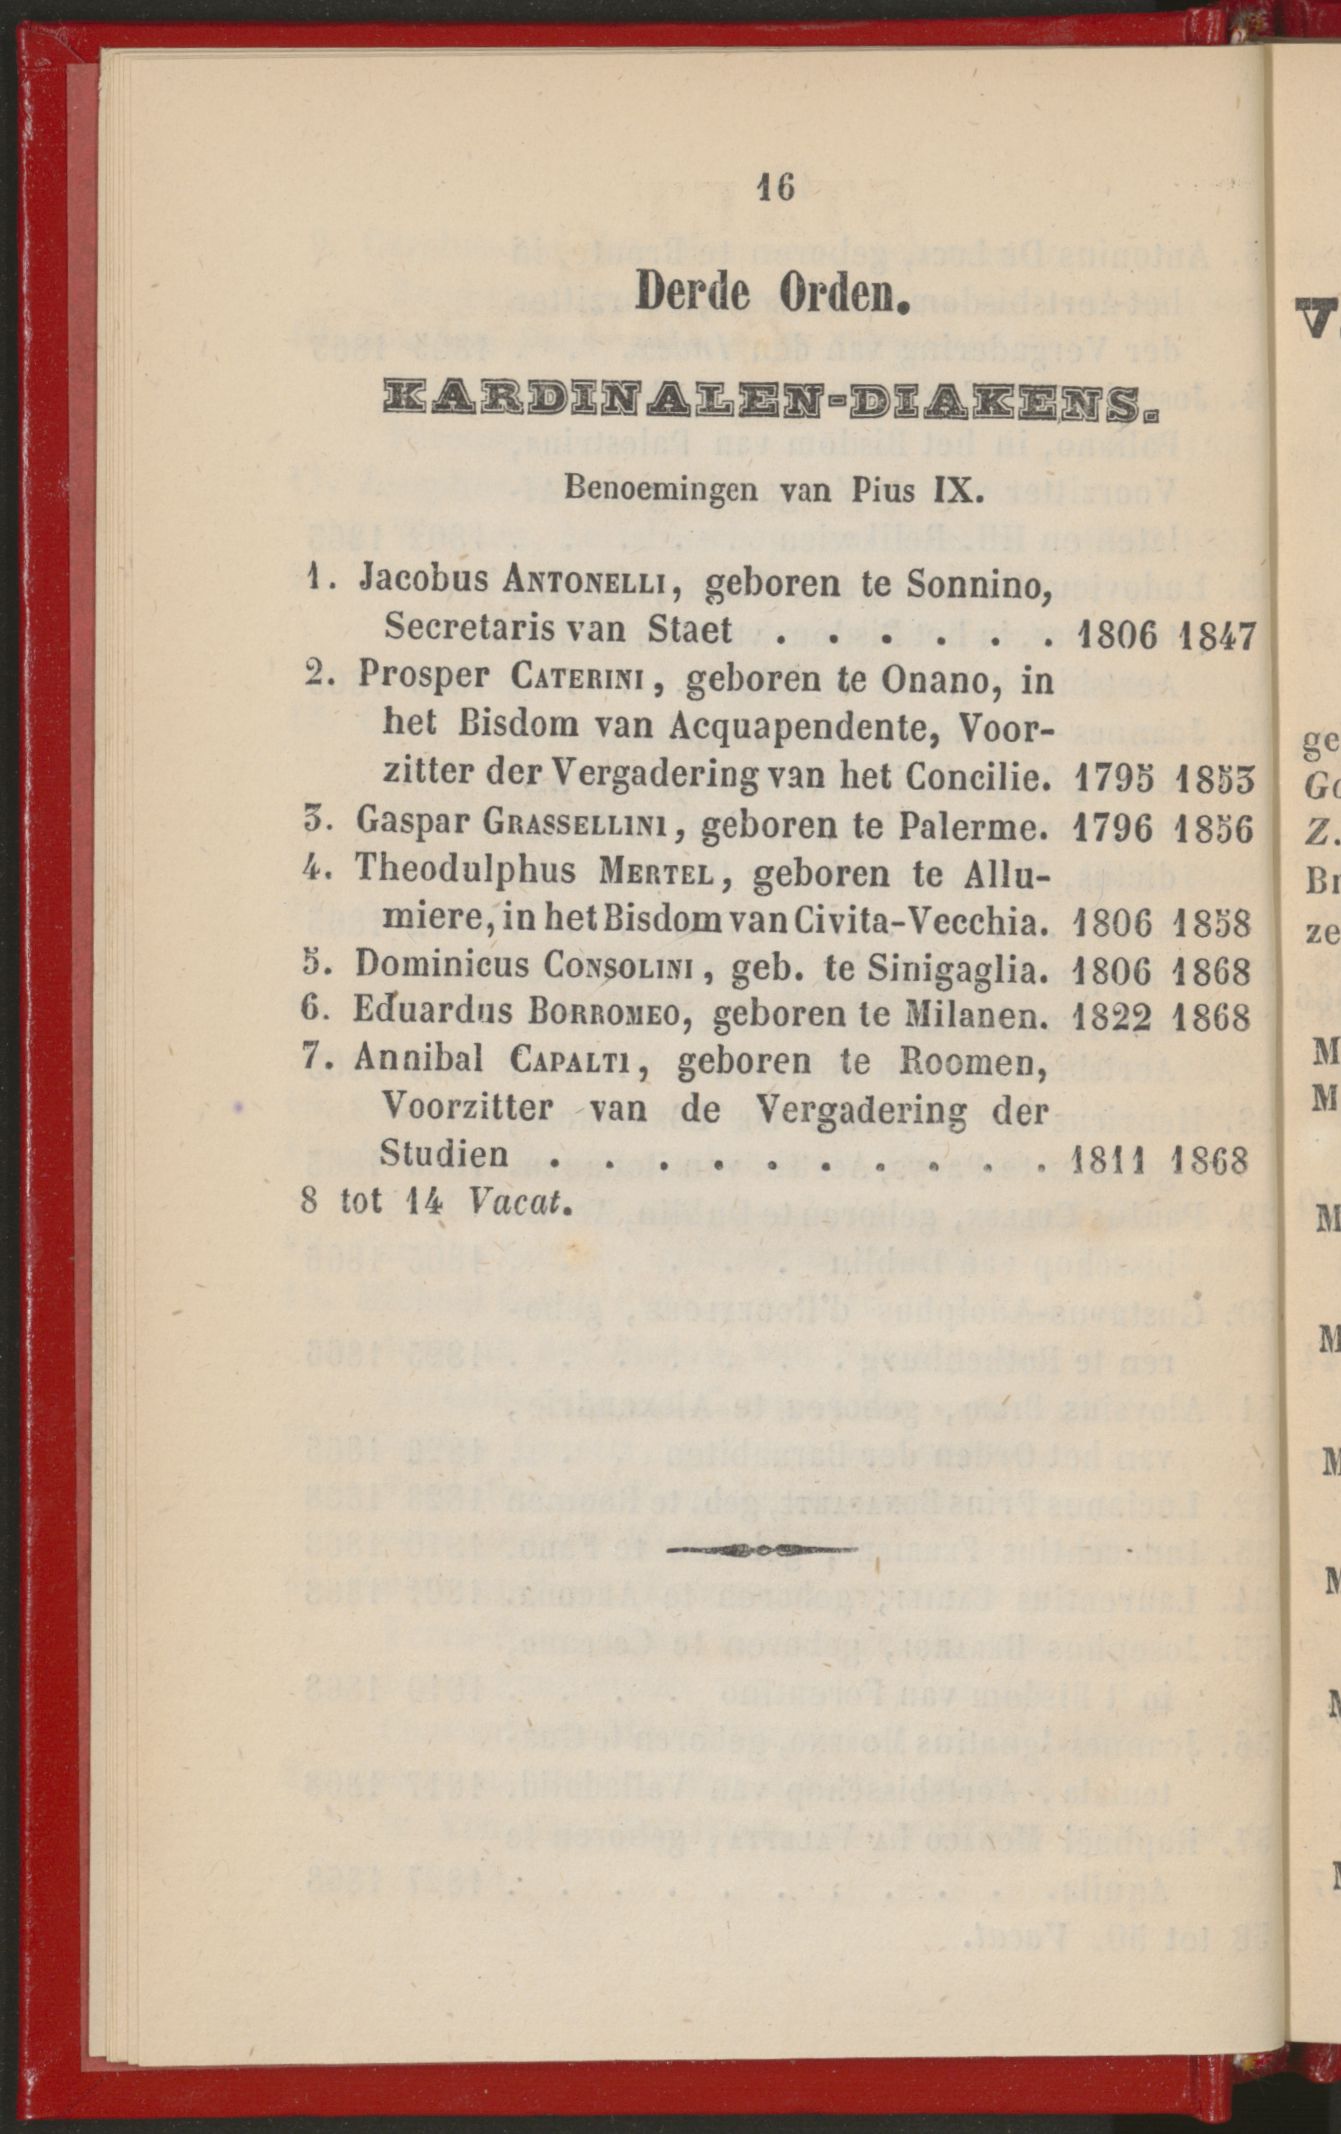 16
Derde Orden.
KARDINALEN-DIAKENS.
Benoemingen van Pius IX.
1. Jacobus ANTONELLI, geboren te Sonnino,
Secretaris van Staet . . . . . . 1806 1847
2. Prosper CATERINI, geboren te Onano, in
het Bisdom van Acquapendente, Voor-
zitter der Vergadering van het Concilie. 1795 1853
3. Gaspar GRASSELLINI, geboren te Palerme. 1796 1856
4. Theodulphus MERTEL, geboren te Allu-
miere, in het Bisdom van Civita-Vecchia. 1806 1858
5. Dominicus CONSOLINI, geb. te Sinigaglia. 1806 1868
6. Eduardus BORROMEO, geboren te Milanen. 1822 1868
7. Annibal CAPALTI, geboren te Roomen,
Voorzitter van de Vergadering der
Studien . . . . . . . . . . 1811 1868
8 tot 14 Vacat.